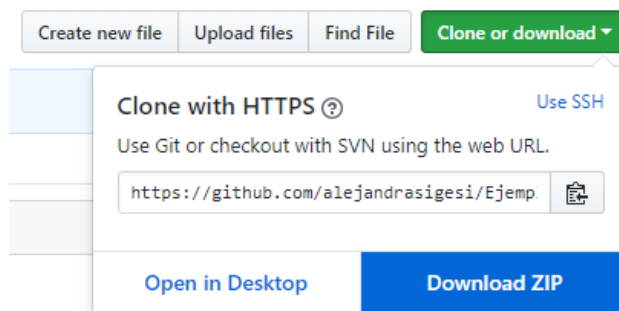 Create new file Upload files Find File Clone or download
Clone with HTTPS Use SSH
Use Git or checkout with SVN using the web URL.
https://github.com/alejandrasigesi/Ejemp
Open in Desktop Download ZIP